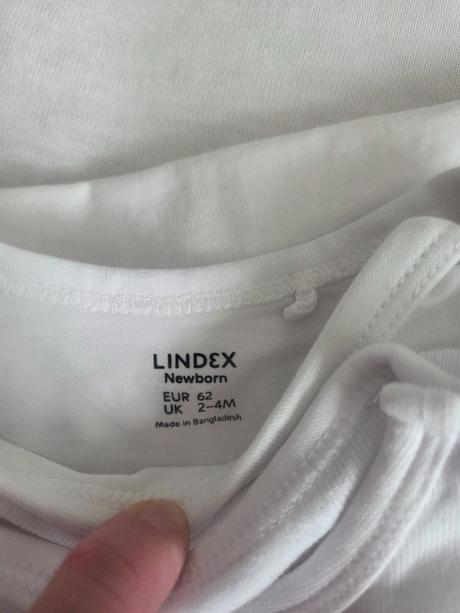 LINDEX
Newborn
EUR 62
UK 2–4M
Made in Bangladesh